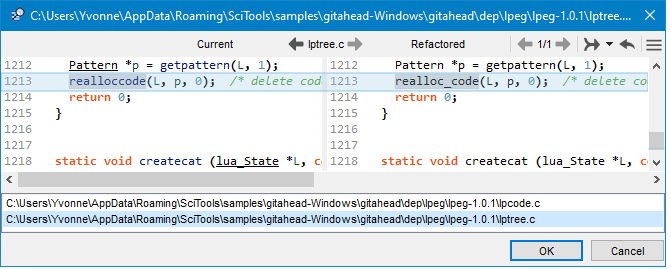 C:\Users\Yvonne\AppData\Roaming\SciTools\samples\gitahead-Windows\gitahead\dep\lpeg\lpeg-1.0.1\lptree....
Current lptree.c Refactored 1/1
1212 Pattern *p = getpattern(L, 1);
1213 realloccode(L, p, 0); /* delete cod
1214 return 0;
1215 }
1216
1217
1218 static void createcat (lua_State *L, co
1212 Pattern *p = getpattern(L, 1);
1213 realloc_code(L, p, 0); /* delete co
1214 return 0;
1215 }
1216
1217
1218 static void createcat (lua_State *L, c
C:\Users\Yvonne\AppData\Roaming\SciTools\samples\gitahead-Windows\gitahead\dep\lpeg\lpeg-1.0.1\lpcode.c
C:\Users\Yvonne\AppData\Roaming\SciTools\samples\gitahead-Windows\gitahead\dep\lpeg\lpeg-1.0.1\lptree.c
OK Cancel